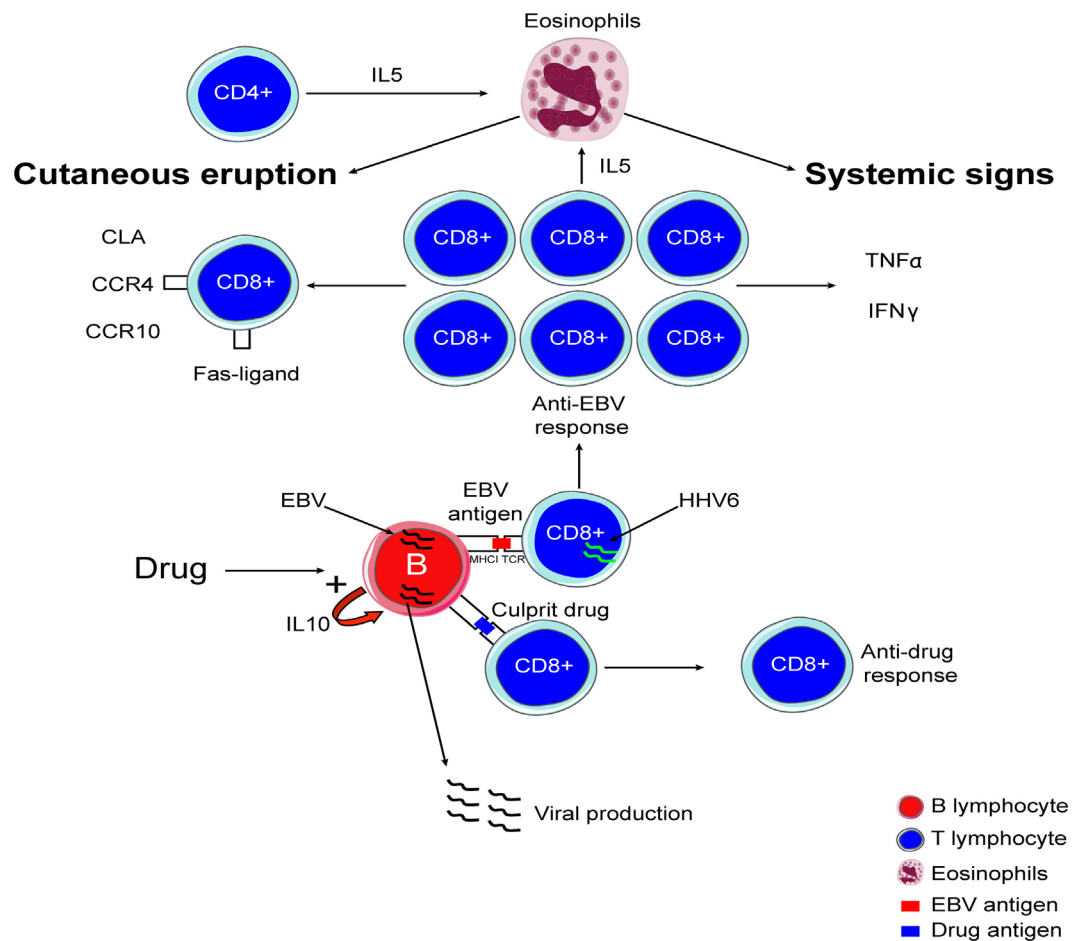 Eosinophils
CD4+
IL5
Cutaneous eruption
IL5
Systemic signs
CLA
CCR4
CCR10
CD8+
Fas-ligand
CD8+
CD8+
CD8+
CD8+
CD8+
CD8+
TNFα
IFNγ
Anti-EBV
response
EBV
EBV
antigen
CD8+
HHV6
MHCI TCR
B
Drug
+
IL10
Culprit drug
CD8+
CD8+
Anti-drug
response
Viral production
B lymphocyte
T lymphocyte
Eosinophils
EBV antigen
Drug antigen